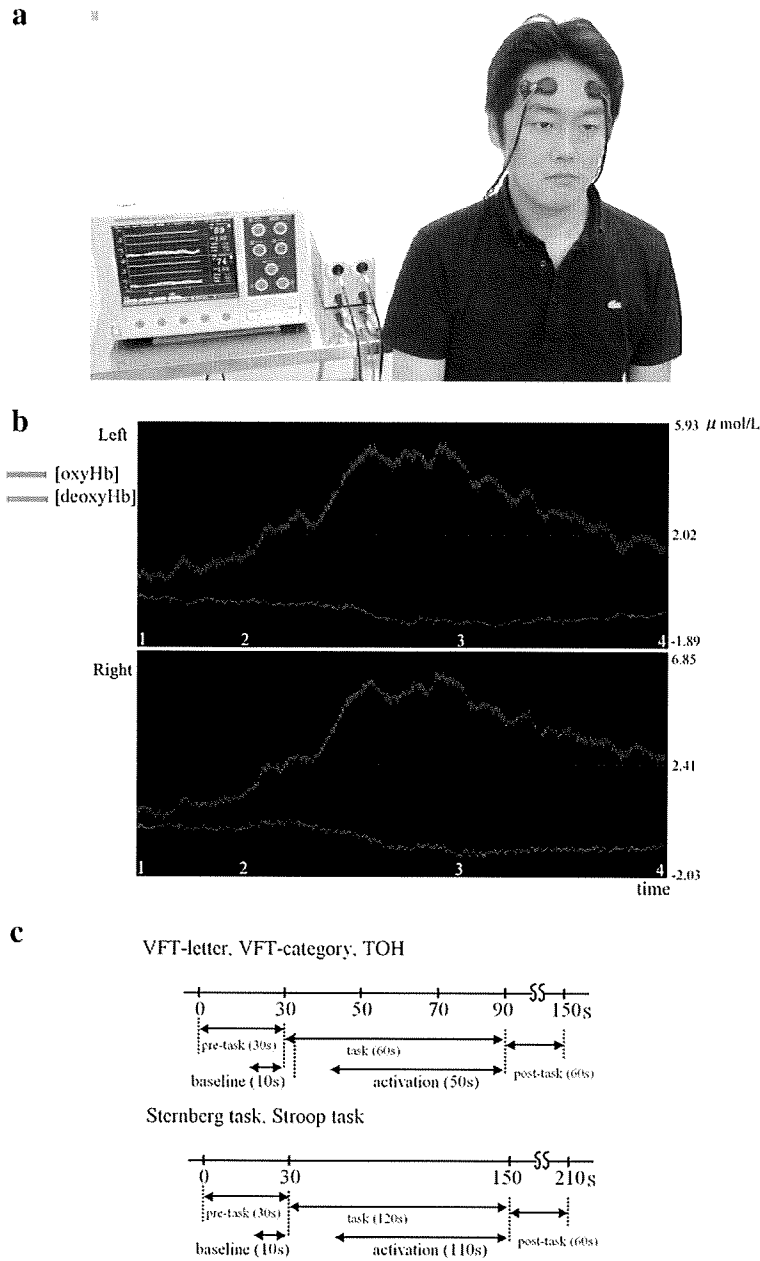 a
b
Left
5.93 μ mol/L
[oxyHb]
[deoxyHb]
2.02
1 2 3 4
-1.89
Right
6.85
2.41
1 2 3 4
-2.03
time
c
VFT-letter, VFT-category, TOH
0 30 50 70 90 150s
pre-task (30s) task (60s) post-task (60s)
baseline (10s) activation (50s)
Sternberg task, Stroop task
0 30 150 210s
pre-task (30s) task (120s) post-task (60s)
baseline (10s) activation (110s)